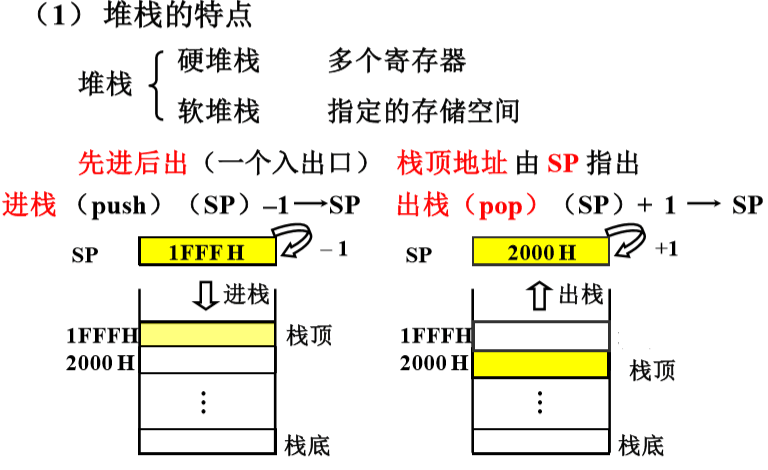 （1）堆栈的特点
堆栈
硬堆栈 多个寄存器
软堆栈 指定的存储空间
先进后出（一个入出口） 栈顶地址 由 SP 指出
进栈（push）（SP）–1→SP 出栈（pop）（SP）+ 1 → SP
SP 1FFF H – 1 SP 2000 H +1
进栈 出栈
1FFFH 栈顶 1FFFH
2000 H 2000 H 栈顶
⋮ ⋮
栈底 栈底